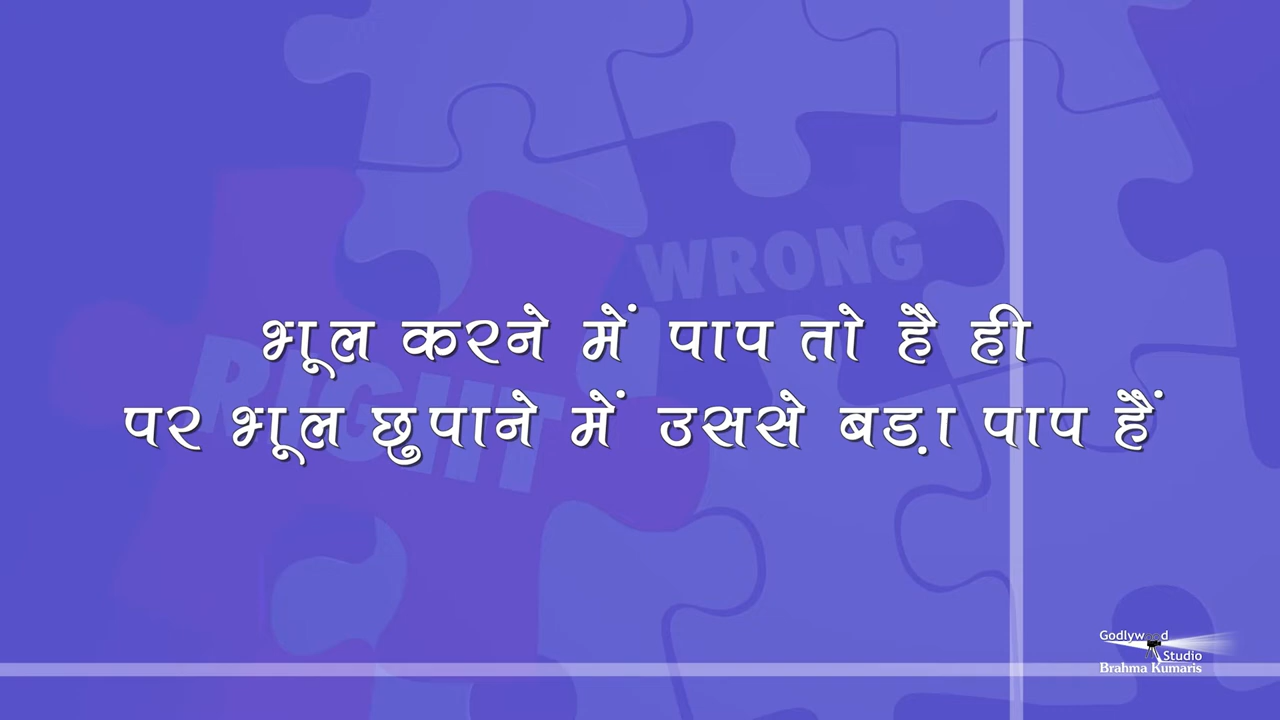 WRONG
RIGHT
भूल करने में पाप तो है ही
पर भूल छुपाने में उससे बड़ा पाप हैं
Godlywood
Studio
Brahma Kumaris